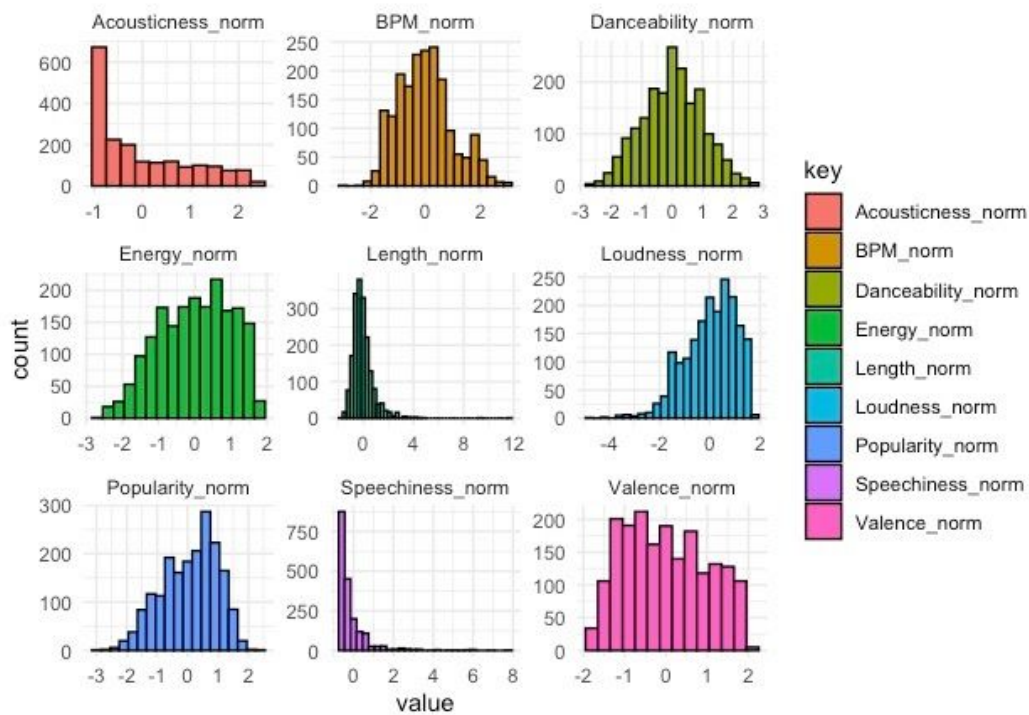 Acousticness_norm BPM_norm Danceability_norm
600
400
200
0
-1 0 1 2
250
200
150
100
50
0
-2 0 2
200
100
0
-3 -2 -1 0 1 2 3
Energy_norm Length_norm Loudness_norm
200
150
100
50
0
-3 -2 -1 0 1 2
300
200
100
0
0 4 8 12
250
200
150
100
50
0
-4 -2 0 2
Popularity_norm Speechiness_norm Valence_norm
300
200
100
0
-3 -2 -1 0 1 2
750
500
250
0
0 2 4 6 8
200
150
100
50
0
-2 -1 0 1 2
count
value
key
Acousticness_norm
BPM_norm
Danceability_norm
Energy_norm
Length_norm
Loudness_norm
Popularity_norm
Speechiness_norm
Valence_norm